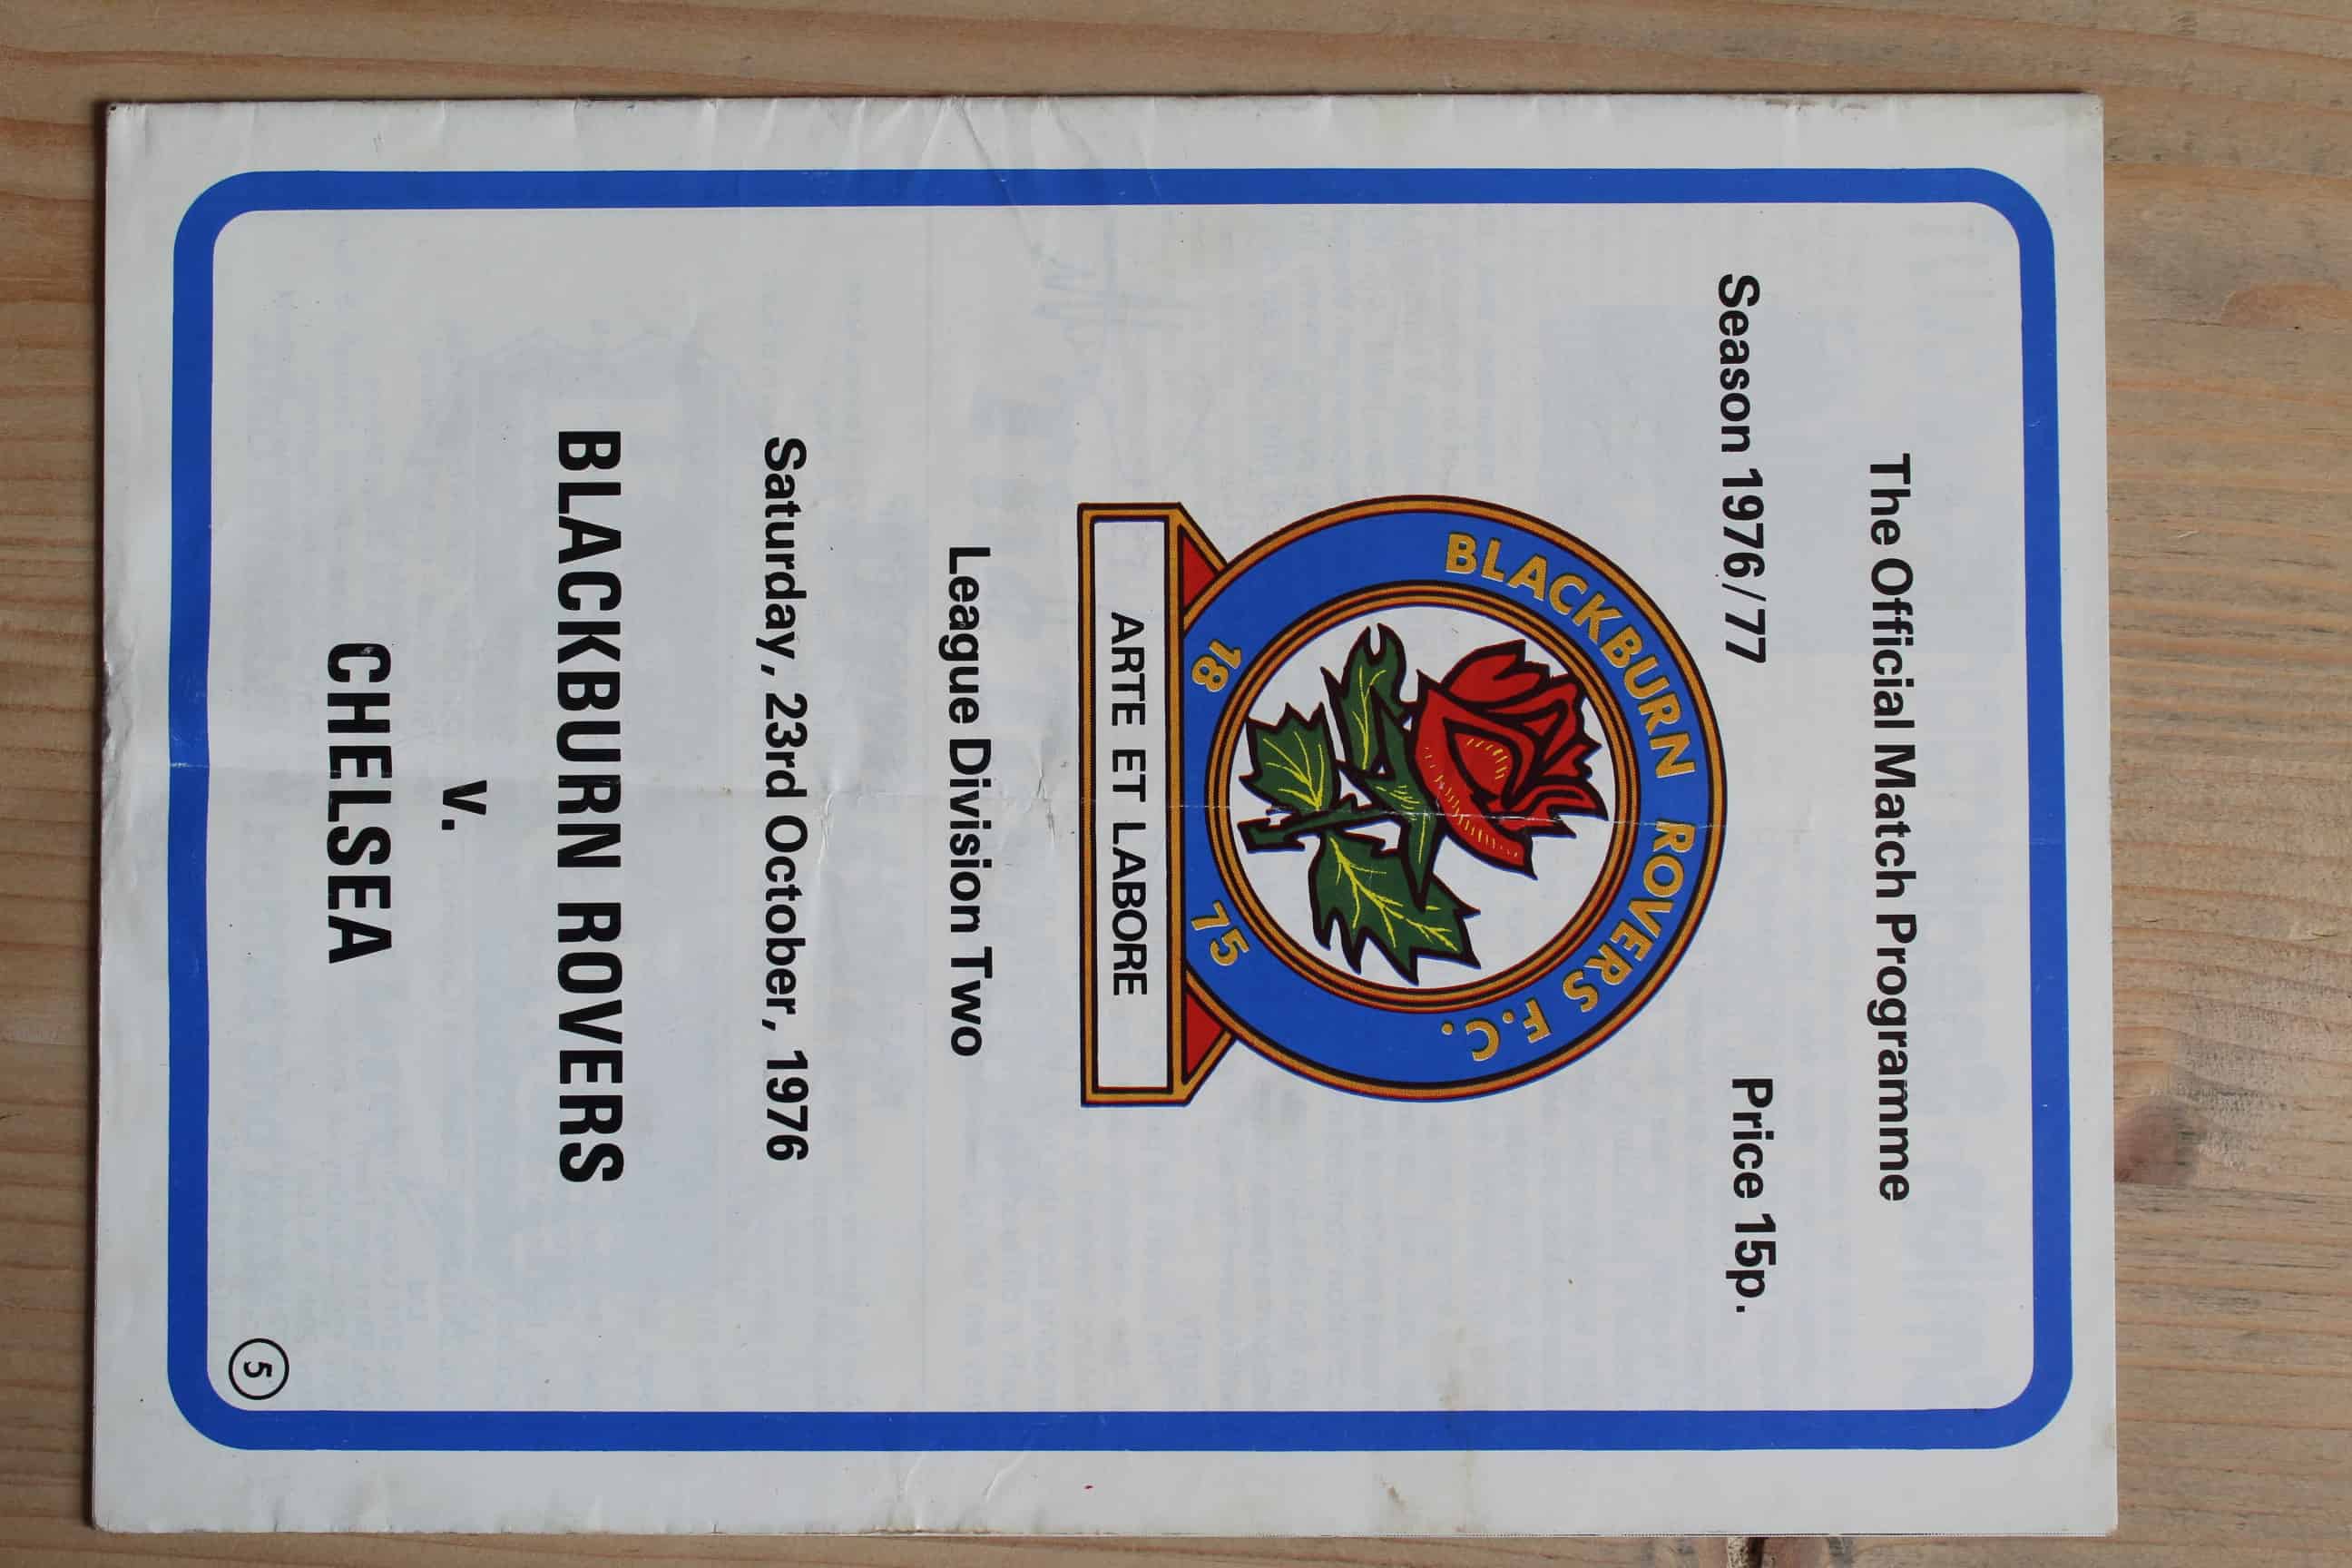 The Official Match Programme
Season 1976/77 Price 15p.
BLACKBURN ROVERS F.C.
18 75
ARTE ET LABORE
League Division Two
Saturday, 23rd October, 1976
BLACKBURN ROVERS
v.
CHELSEA
5